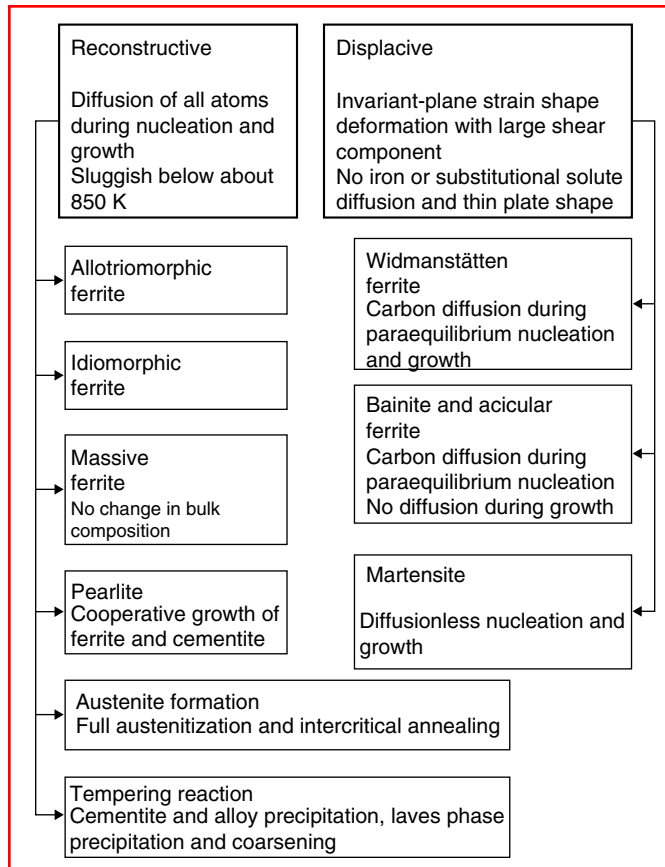 Reconstructive
Diffusion of all atoms
during nucleation and
growth
Sluggish below about
850 K
Displacive
Invariant-plane strain shape
deformation with large shear
component
No iron or substitutional solute
diffusion and thin plate shape
Allotriomorphic
ferrite
Idiomorphic
ferrite
Massive
ferrite
No change in bulk
composition
Pearlite
Cooperative growth of
ferrite and cementite
Widmanstätten
ferrite
Carbon diffusion during
paraequilibrium nucleation
and growth
Bainite and acicular
ferrite
Carbon diffusion during
paraequilibrium nucleation
No diffusion during growth
Martensite
Diffusionless nucleation and
growth
Austenite formation
Full austenitization and intercritical annealing
Tempering reaction
Cementite and alloy precipitation, laves phase
precipitation and coarsening